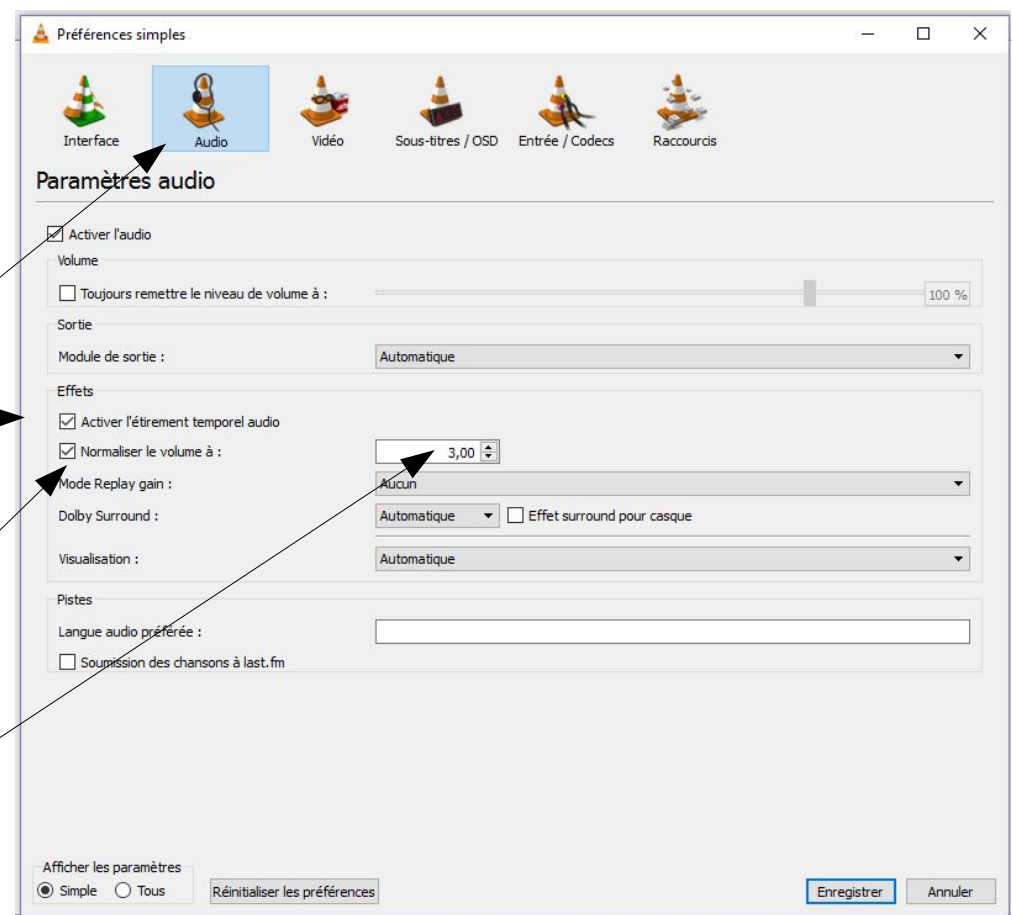 Préférences simples
Interface
Audio
Vidéo
Sous-titres / OSD
Entrée / Codecs
Raccourcis
Paramètres audio
Activer l'audio
Volume
Toujours remettre le niveau de volume à :
100 %
Sortie
Module de sortie :
Automatique
Effets
Activer l'étirement temporel audio
Normaliser le volume à :
3,00
Mode Replay gain :
Aucun
Dolby Surround :
Automatique
Effet surround pour casque
Visualisation :
Automatique
Pistes
Langue audio préférée :
Soumission des chansons à last.fm
Afficher les paramètres
Simple
Tous
Réinitialiser les préférences
Enregistrer
Annuler